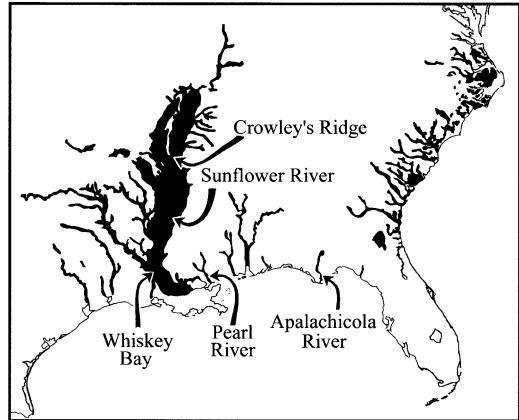 Crowley's Ridge
Sunflower River
Whiskey
Bay
Pearl
River
Apalachicola
River